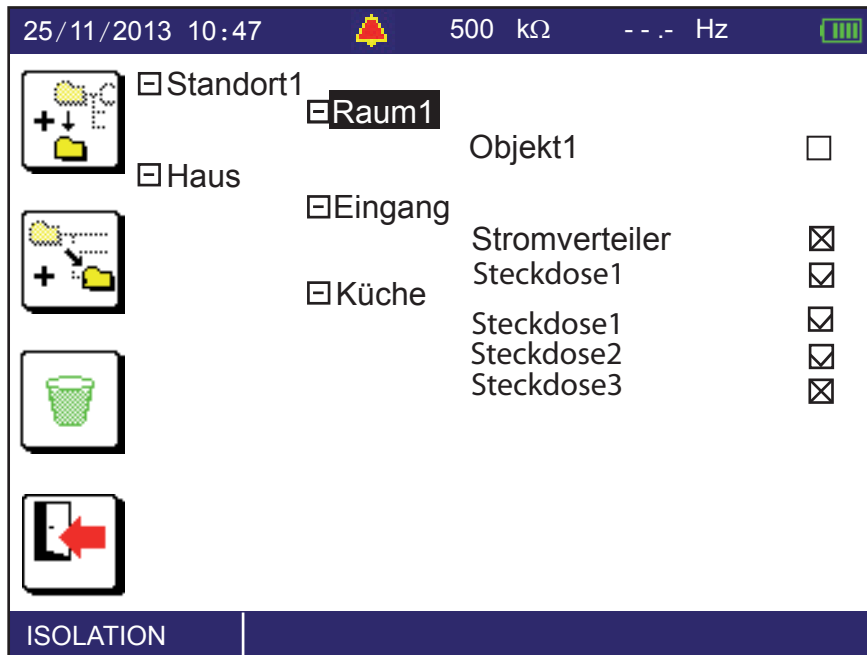 25/11/2013 10:47 500 kΩ - - .- Hz
Standort1
Raum1
Objekt1
Haus
Eingang
Stromverteiler
Steckdose1
Küche
Steckdose1
Steckdose2
Steckdose3
ISOLATION